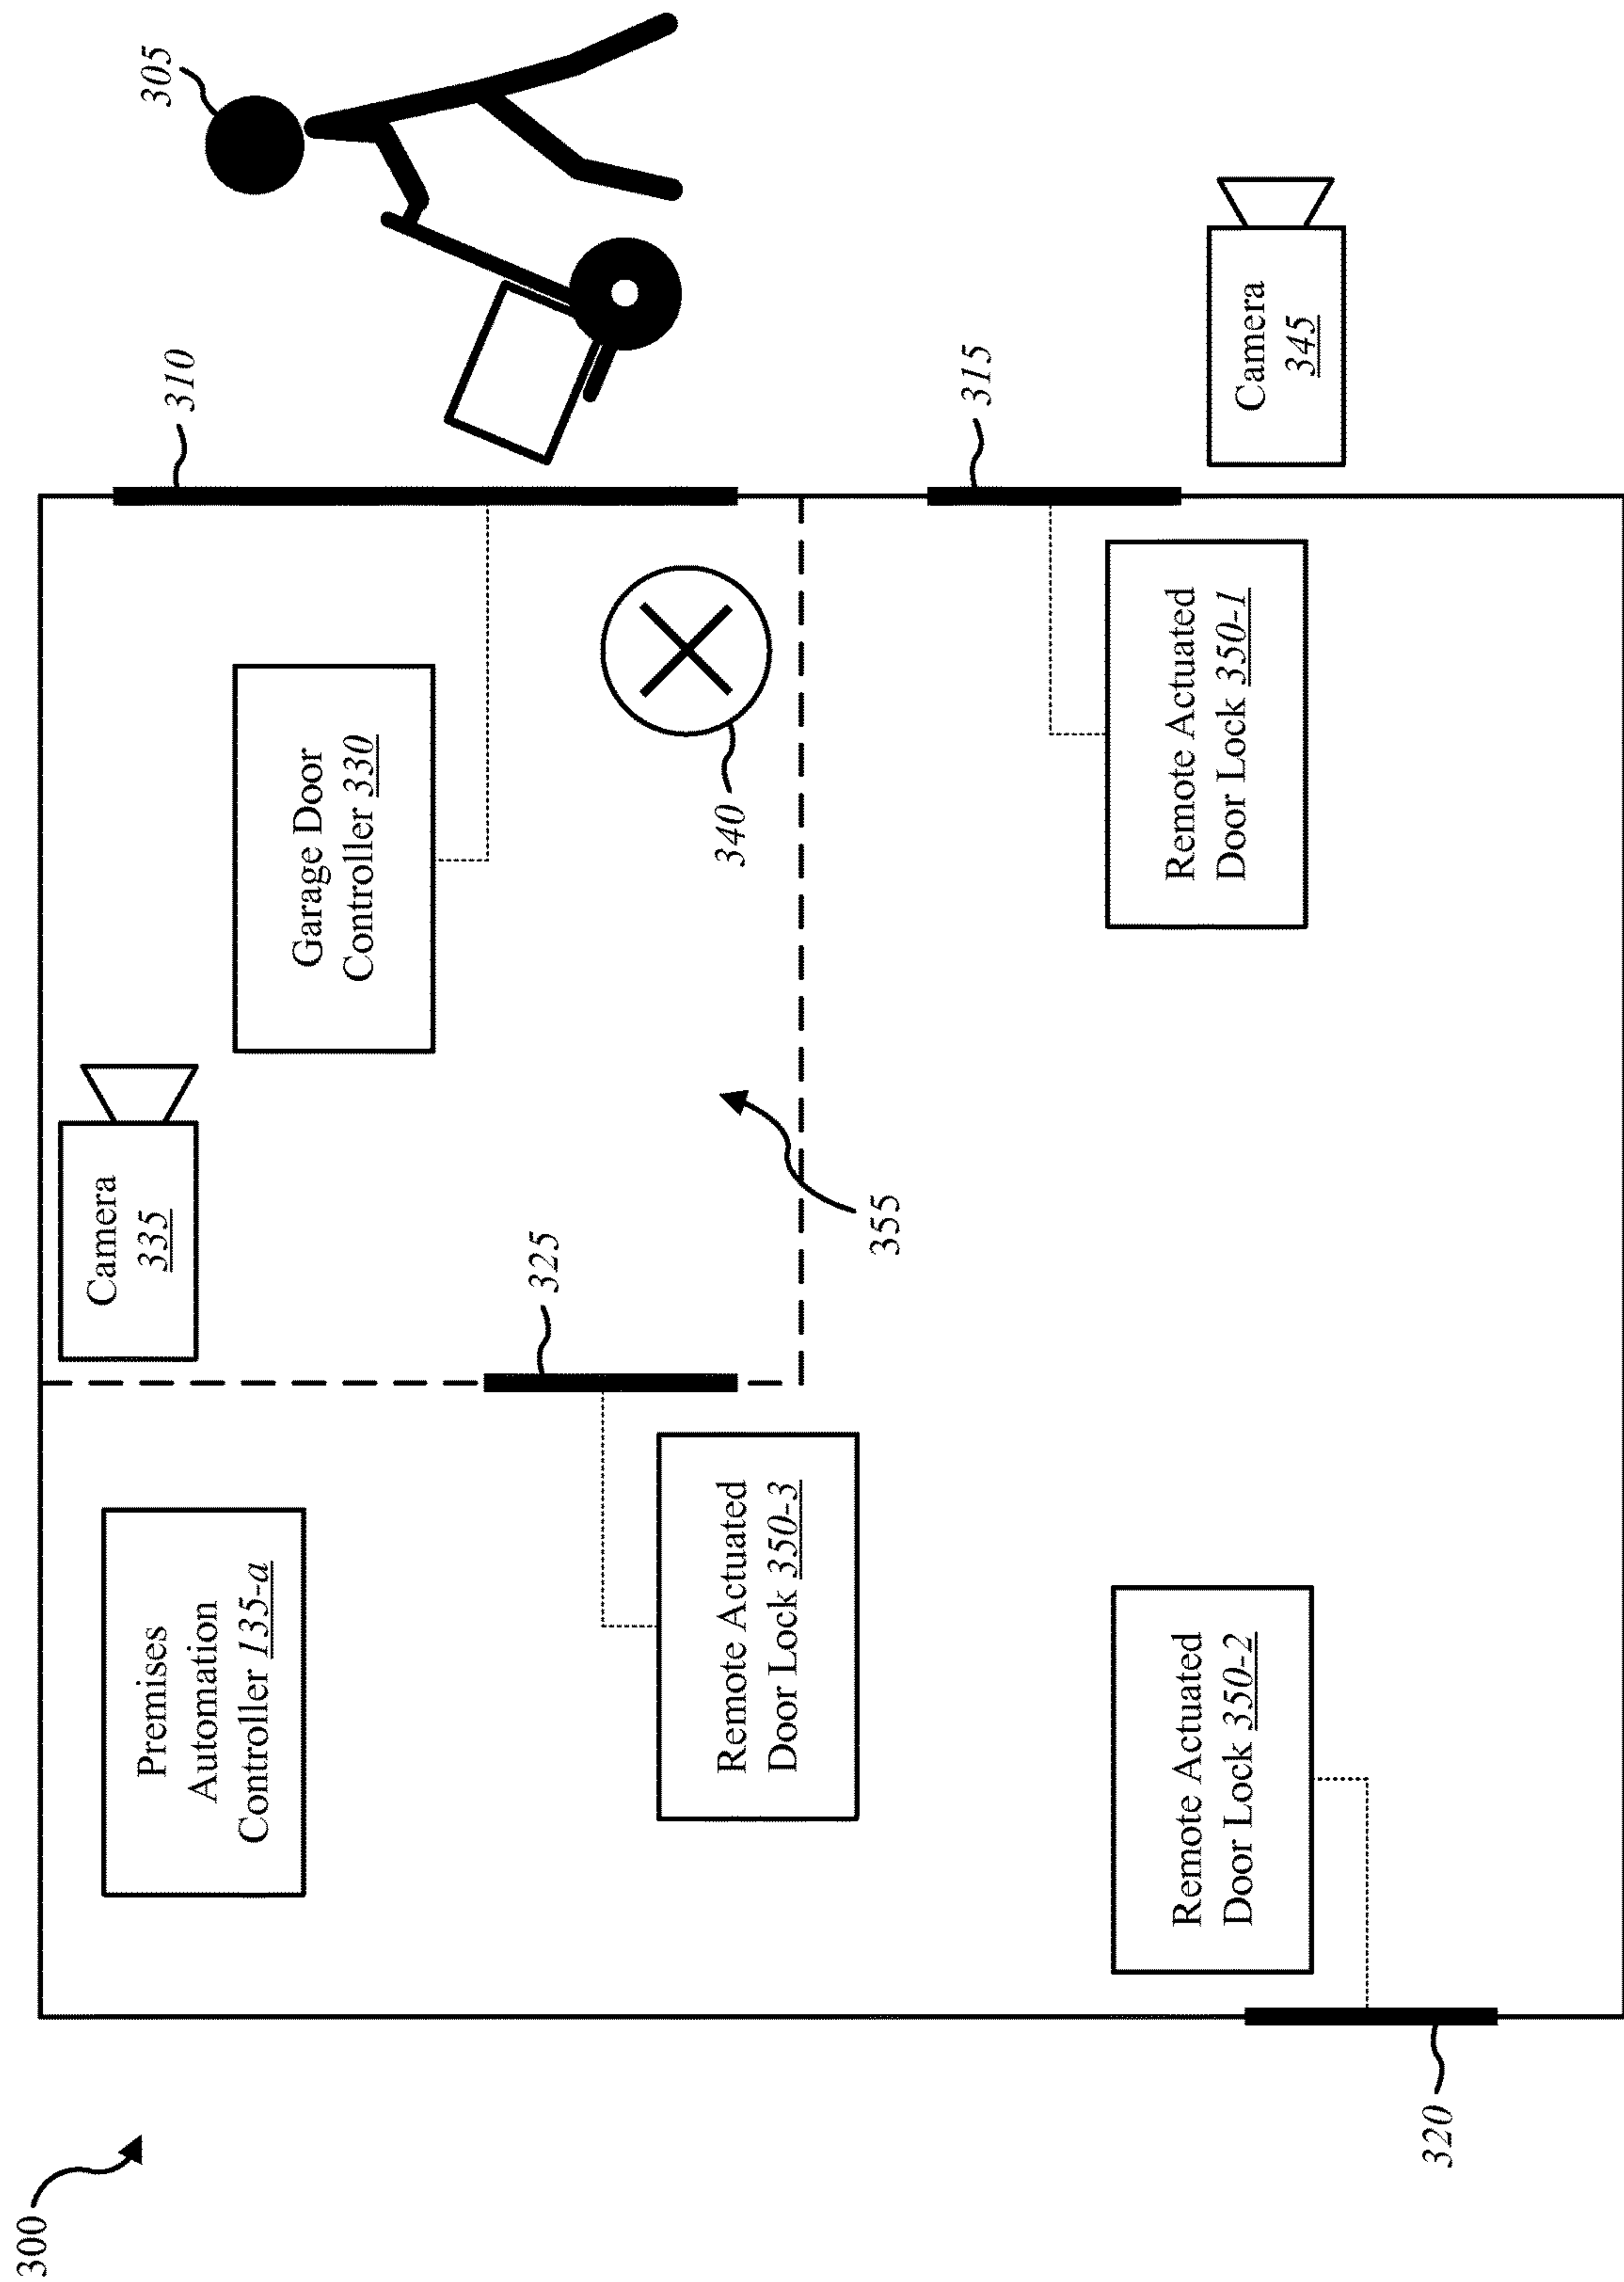 300
Premises
Automation
Controller 135-a
Camera
335
Garage Door
Controller 330
310
305
325
Remote Actuated
Door Lock 350-3
355
340
315
Remote Actuated
Door Lock 350-2
Remote Actuated
Door Lock 350-1
Camera
345
320